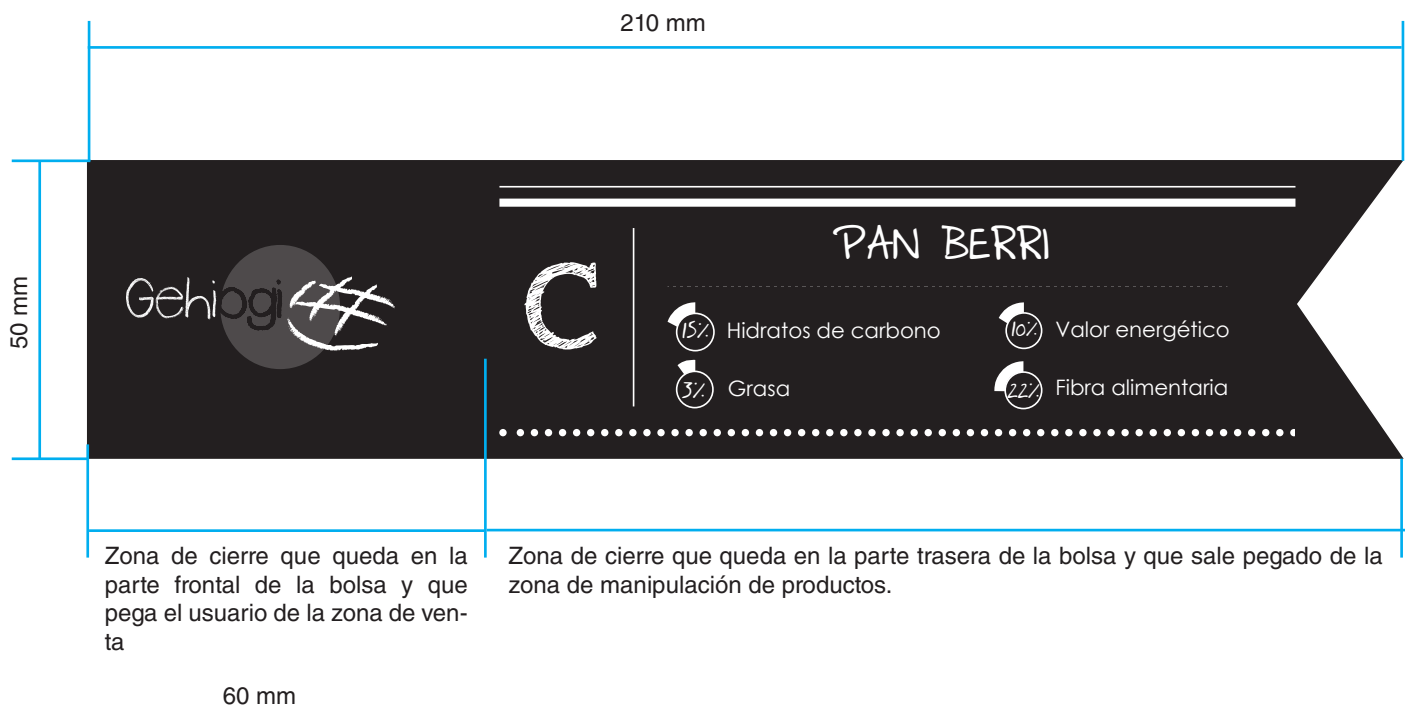 210 mm
50 mm
Gehiogi
C
PAN BERRI
15% Hidratos de carbono
10% Valor energético
3% Grasa
22% Fibra alimentaria
Zona de cierre que queda en la
parte frontal de la bolsa y que
pega el usuario de la zona de ven-
ta
Zona de cierre que queda en la parte trasera de la bolsa y que sale pegado de la
zona de manipulación de productos.
60 mm